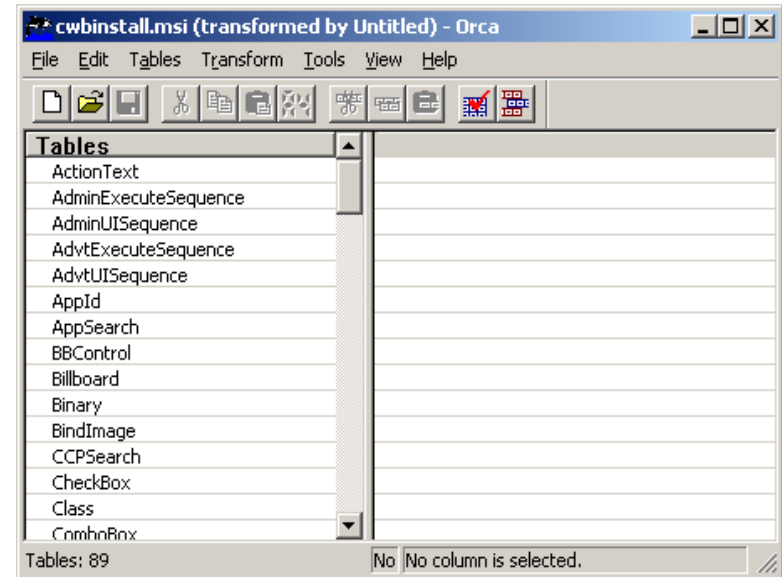 cwbinstall.msi (transformed by Untitled) - Orca
File Edit Tables Transform Tools View Help
Tables
ActionText
AdminExecuteSequence
AdminUISequence
AdvtExecuteSequence
AdvtUISequence
AppId
AppSearch
BBControl
Billboard
Binary
BindImage
CCPSearch
CheckBox
Class
ComboBox
Tables: 89 No No column is selected.